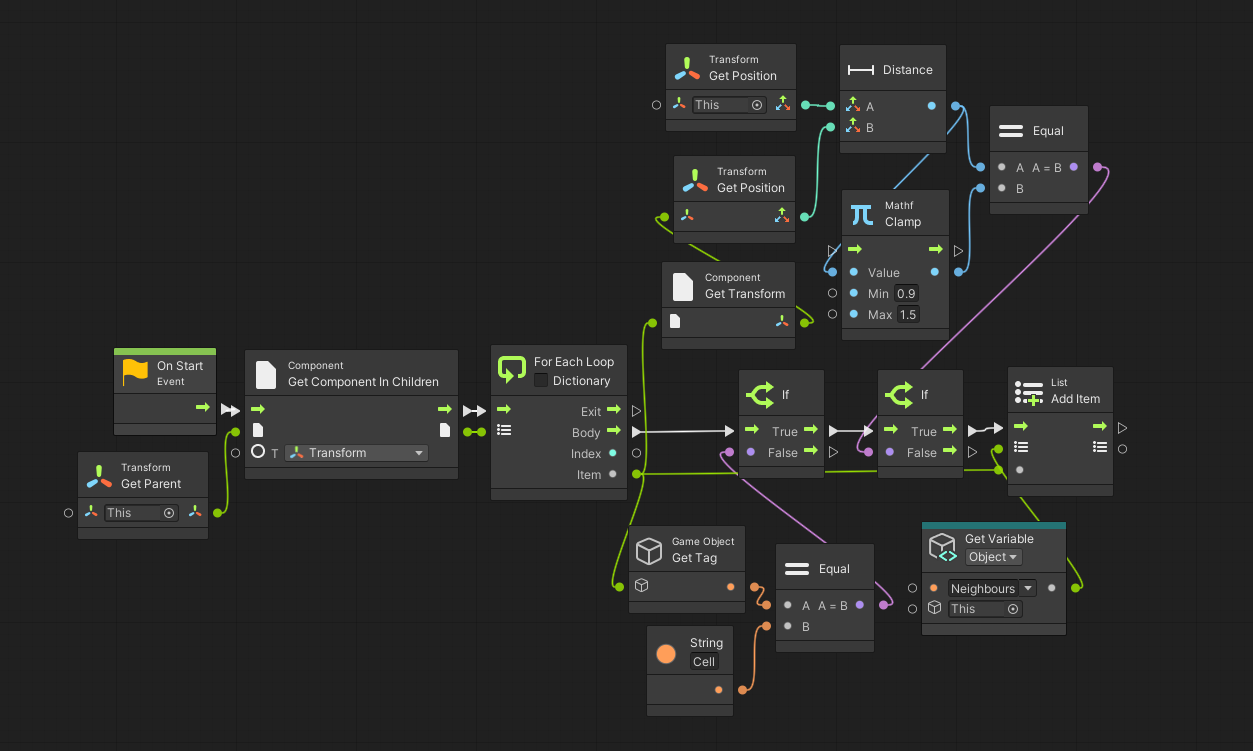 Transform
Get Position
This
Distance
A
B
Equal
A A = B
B
Transform
Get Position
Mathf
Clamp
Value
Min 0.9
Max 1.5
Component
Get Transform
On Start
Event
Component
Get Component In Children
T Transform
For Each Loop
Dictionary
Exit
Body
Index
Item
If
True
False
If
True
False
List
Add Item
Transform
Get Parent
This
Game Object
Get Tag
Equal
A A = B
B
Get Variable
Object
Neighbours
This
String
Cell